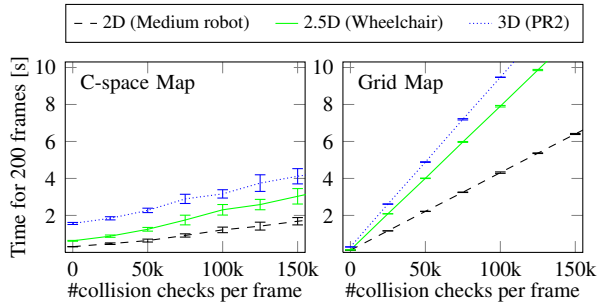 2D (Medium robot) 2.5D (Wheelchair) 3D (PR2)
Time for 200 frames [s]
C-space Map
10
8
6
4
2
0 50k 100k 150k
#collision checks per frame
Grid Map
10
8
6
4
2
0 50k 100k 150k
#collision checks per frame